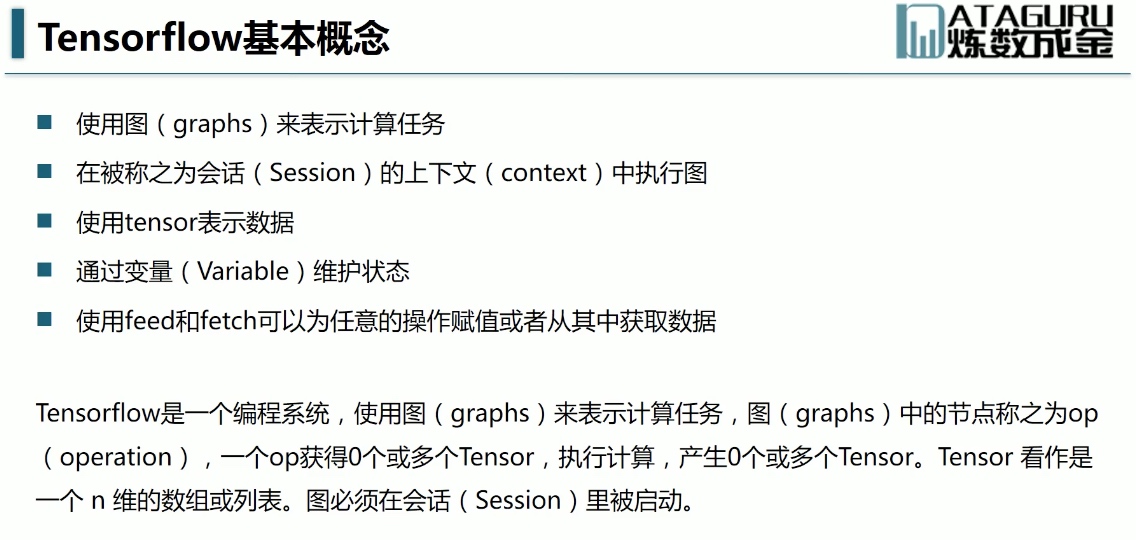 Tensorflow基本概念
ATAGURU
炼数成金
使用图（graphs）来表示计算任务
在被称之为会话（Session）的上下文（context）中执行图
使用tensor表示数据
通过变量（Variable）维护状态
使用feed和fetch可以为任意的操作赋值或者从其中获取数据
Tensorflow是一个编程系统，使用图（graphs）来表示计算任务，图（graphs）中的节点称之为op
（operation），一个op获得0个或多个Tensor，执行计算，产生0个或多个Tensor。Tensor 看作是
一个 n 维的数组或列表。图必须在会话（Session）里被启动。